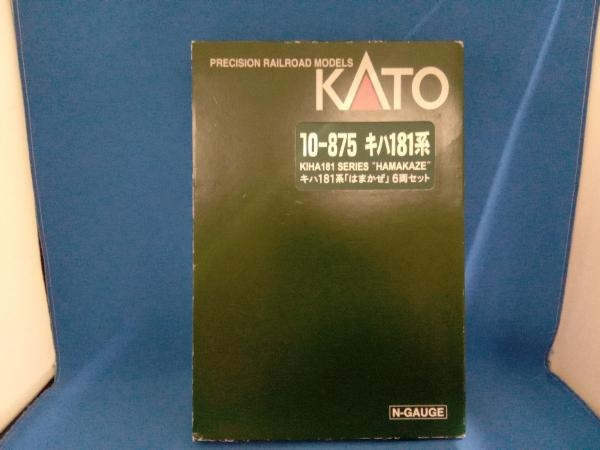 PRECISION RAILROAD MODELS
KATO
10-875 キハ181系
KIHA181 SERIES "HAMAKAZE"
キハ181系「はまかぜ」6両セット
N-GAUGE